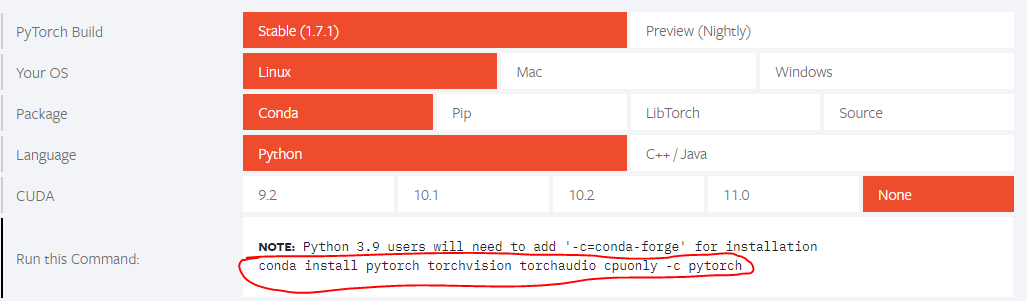 PyTorch Build Stable (1.7.1) Preview (Nightly)
Your OS Linux Mac Windows
Package Conda Pip LibTorch Source
Language Python C++ / Java
CUDA 9.2 10.1 10.2 11.0 None
NOTE: Python 3.9 users will need to add '-c=conda-forge' for installation
Run this Command:
conda install pytorch torchvision torchaudio cpuonly -c pytorch